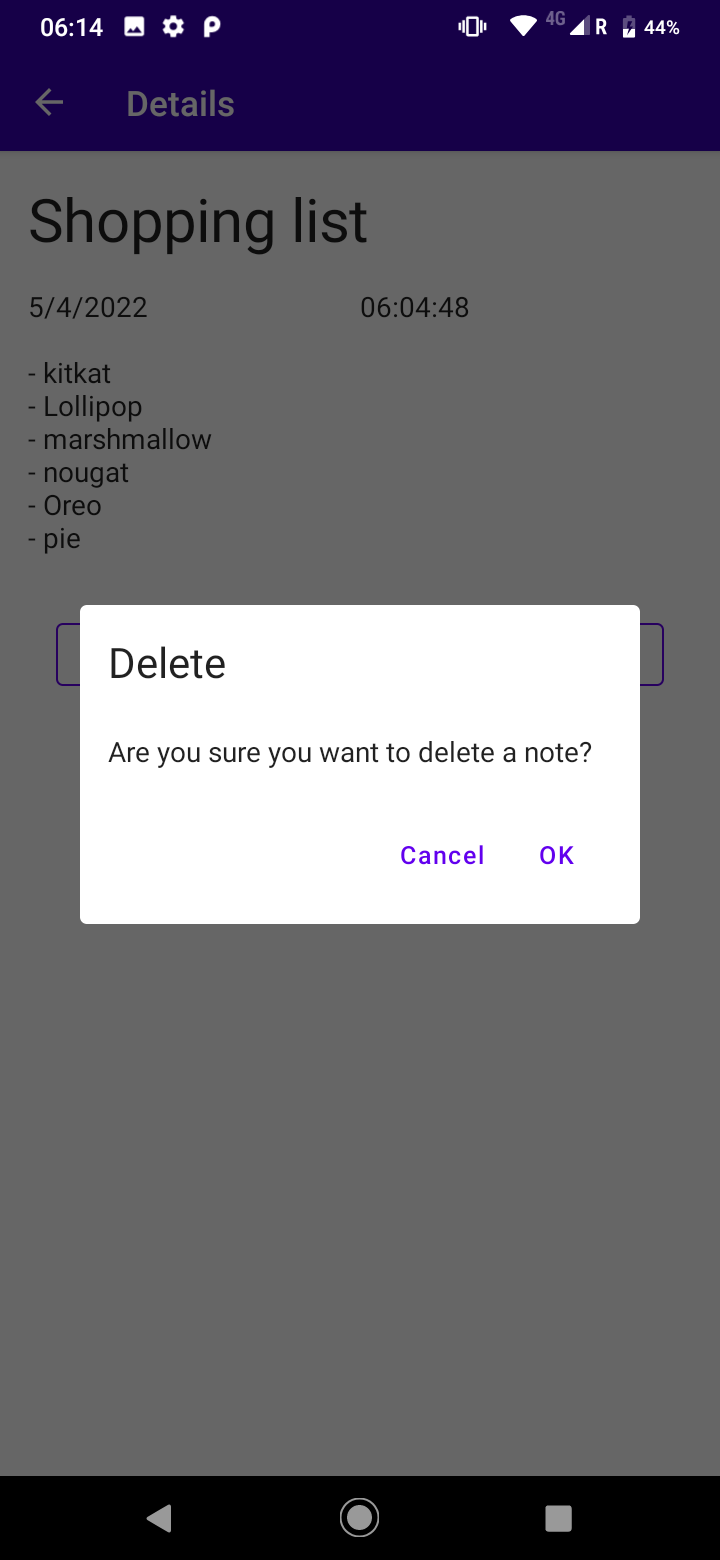 06:14 4G R 44%
Details
Shopping list
5/4/2022 06:04:48
- kitkat
- Lollipop
- marshmallow
- nougat
- Oreo
- pie
Delete
Are you sure you want to delete a note?
Cancel OK